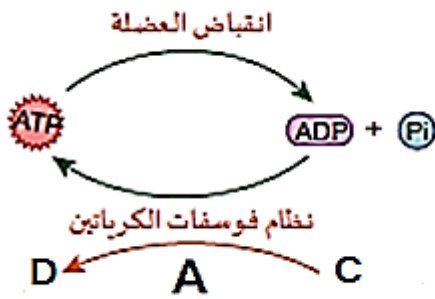 انقباض العضلة
ATP
ADP + Pi
نظام فوسفات الكرياتين
D A C